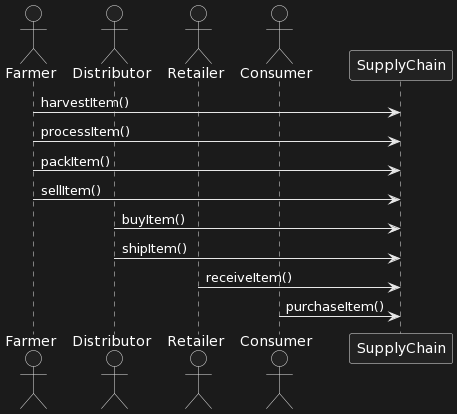 Farmer Distributor Retailer Consumer SupplyChain
harvestItem()
processItem()
packItem()
sellItem()
buyItem()
shipItem()
receiveItem()
purchaseItem()
Farmer Distributor Retailer Consumer SupplyChain